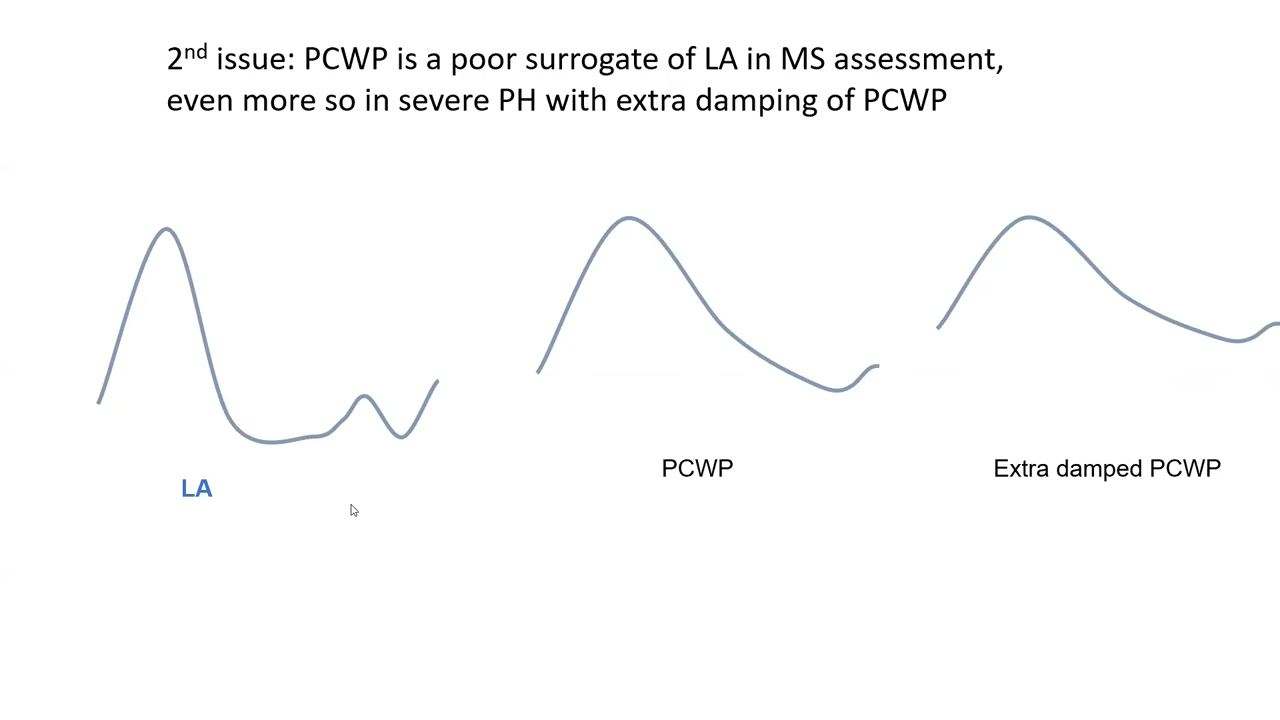 2nd issue: PCWP is a poor surrogate of LA in MS assessment,
even more so in severe PH with extra damping of PCWP
LA
PCWP
Extra damped PCWP